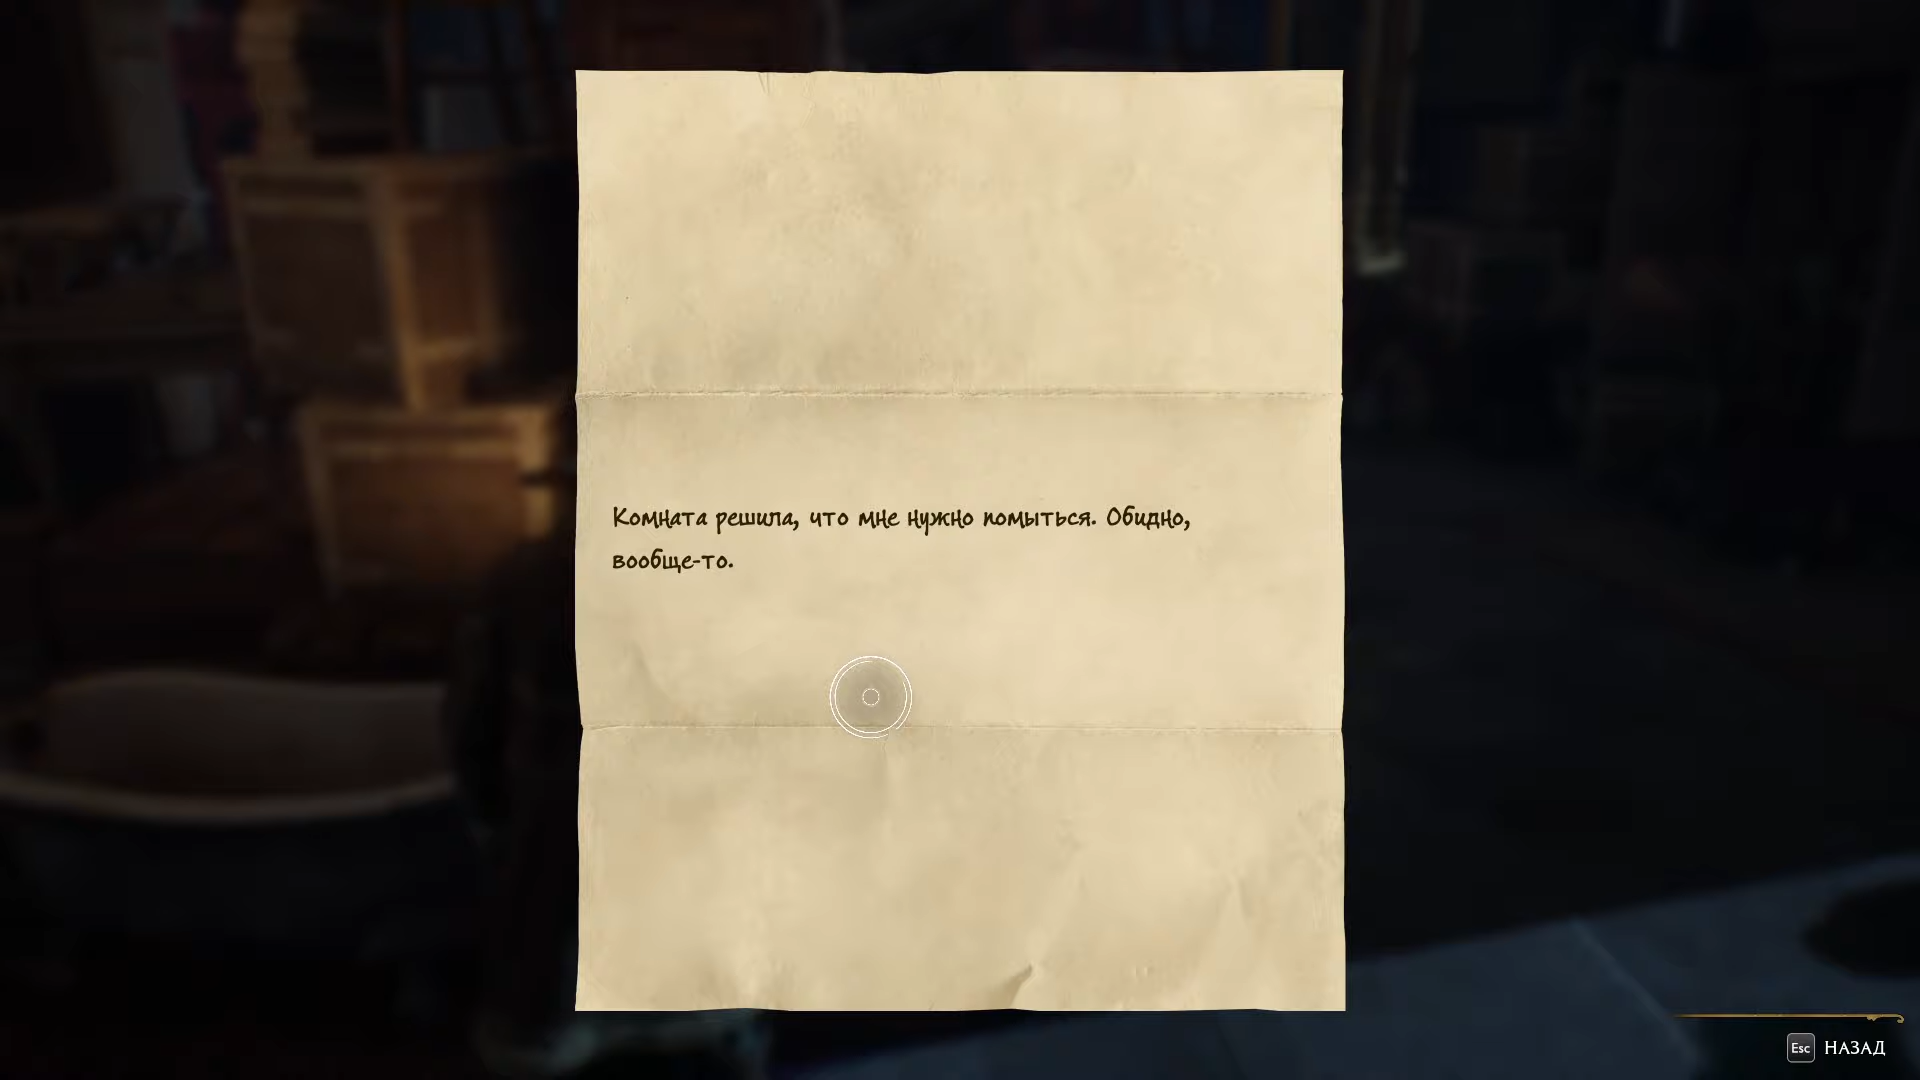 Комната решила, что мне нужно помыться. Обидно,
вообще-то.
Esc НАЗАД